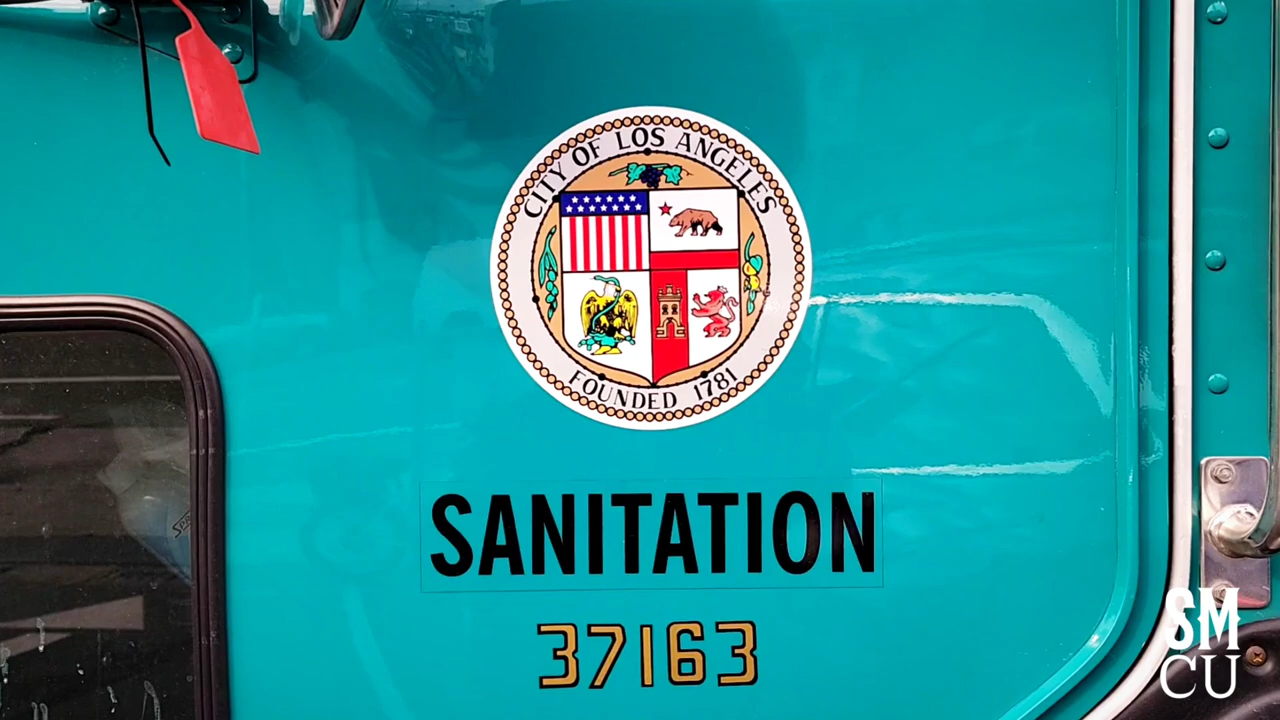 CITY OF LOS ANGELES
FOUNDED 1781
SANITATION
37163
SM
CU